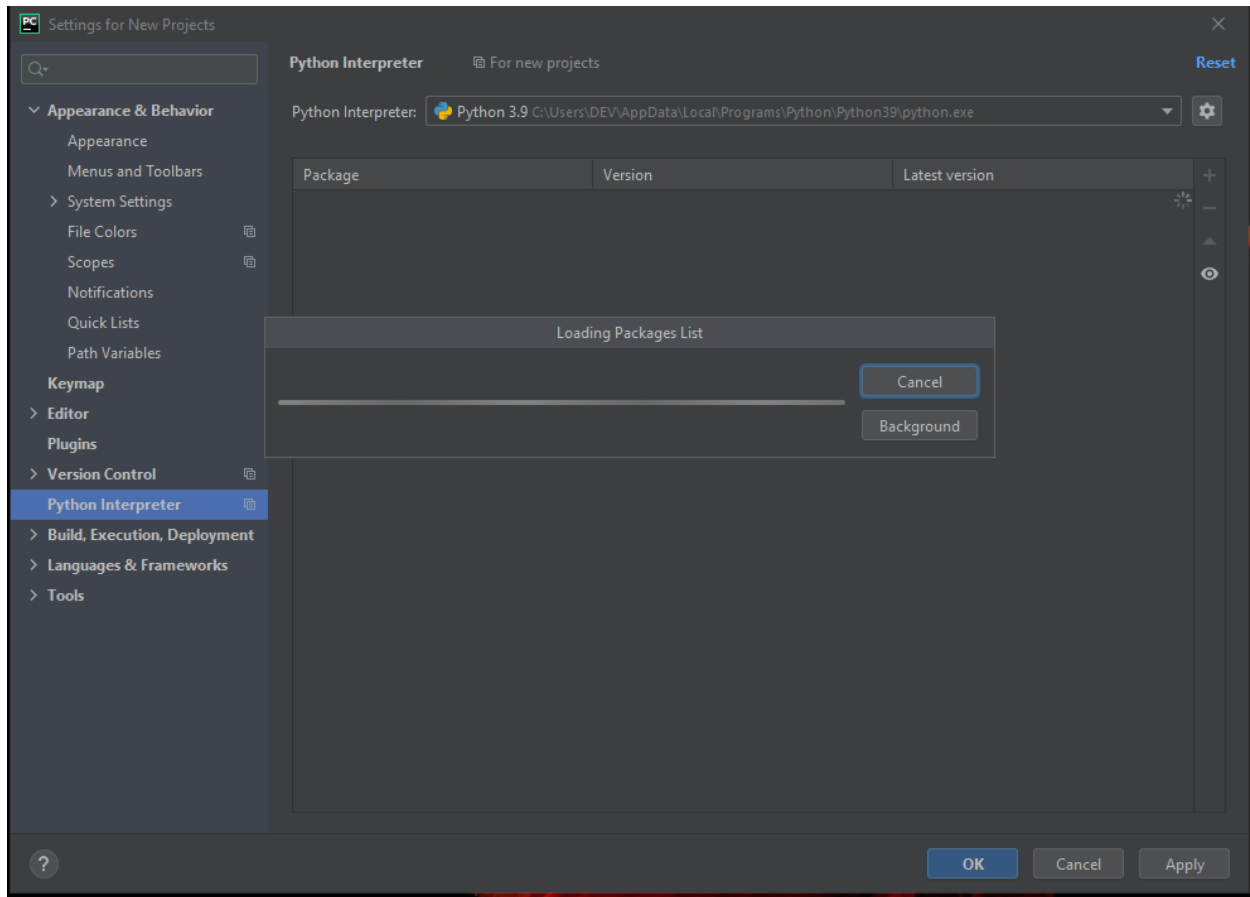 PC Settings for New Projects
Python Interpreter For new projects Reset
Appearance & Behavior
Python Interpreter: Python 3.9 C:\Users\DEV\AppData\Local\Programs\Python\Python39\python.exe
Appearance
Menus and Toolbars
Package Version Latest version
System Settings
File Colors
Scopes
Notifications
Quick Lists
Path Variables
Loading Packages List
Keymap
Cancel
Editor
Background
Plugins
Version Control
Python Interpreter
Build, Execution, Deployment
Languages & Frameworks
Tools
? OK Cancel Apply